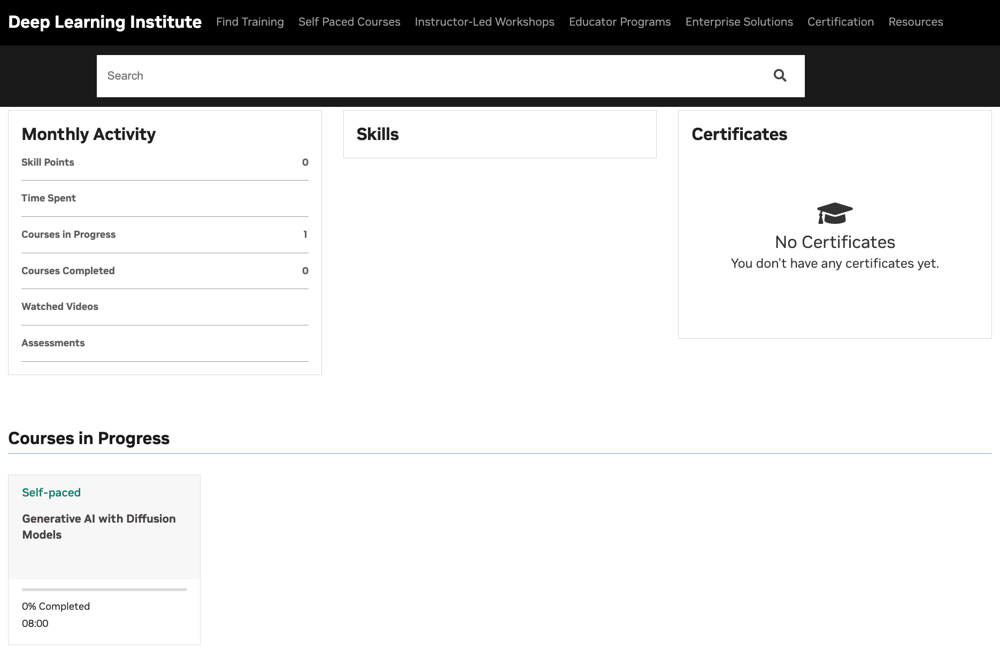 Deep Learning Institute Find Training Self Paced Courses Instructor-Led Workshops Educator Programs Enterprise Solutions Certification Resources
Search
Monthly Activity
Skill Points 0
Time Spent
Courses in Progress 1
Courses Completed 0
Watched Videos
Assessments
Skills
Certificates
No Certificates
You don't have any certificates yet.
Courses in Progress
Self-paced
Generative AI with Diffusion
Models
0% Completed
08:00